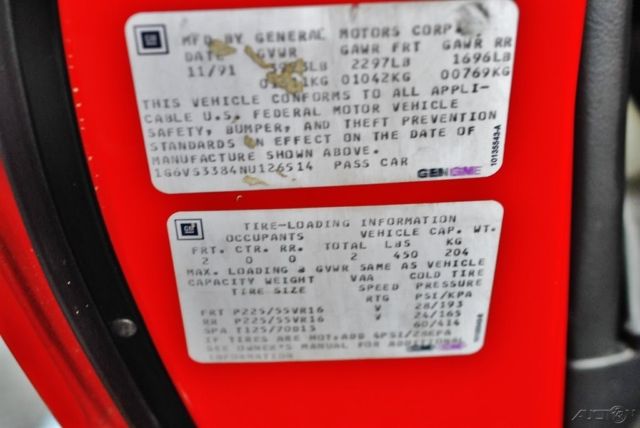 GM
MFD BY GENERAL MOTORS CORP
DATE GVWR GAWR FRT GAWR RR
11/91 LB 2297LB 1696LB
KG 01042KG 00769KG
THIS VEHICLE CONFORMS TO ALL APPLI-
CABLE U.S. FEDERAL MOTOR VEHICLE
SAFETY, BUMPER, AND THEFT PREVENTION
STANDARDS IN EFFECT ON THE DATE OF
MANUFACTURE SHOWN ABOVE.
1G6VS3384NU126514 PASS CAR
10135543-A
GM
TIRE-LOADING INFORMATION
OCCUPANTS VEHICLE CAP. WT.
FRT. CTR. RR. TOTAL LBS KG
2 0 0 2 450 204
MAX. LOADING @ GVWR SAME AS VEHICLE
CAPACITY WEIGHT VAA COLD TIRE
TIRE SIZE SPEED PRESSURE
RTG PSI/KPA
FRT P225/55VR16 V 28/193
RR P225/55VR16 V 24/165
SPA T125/70D15 60/414
IF TIRES ARE HOT, ADD 4PSI/28KPA
SEE OWNER'S MANUAL FOR ADDITIONAL
INFORMATION